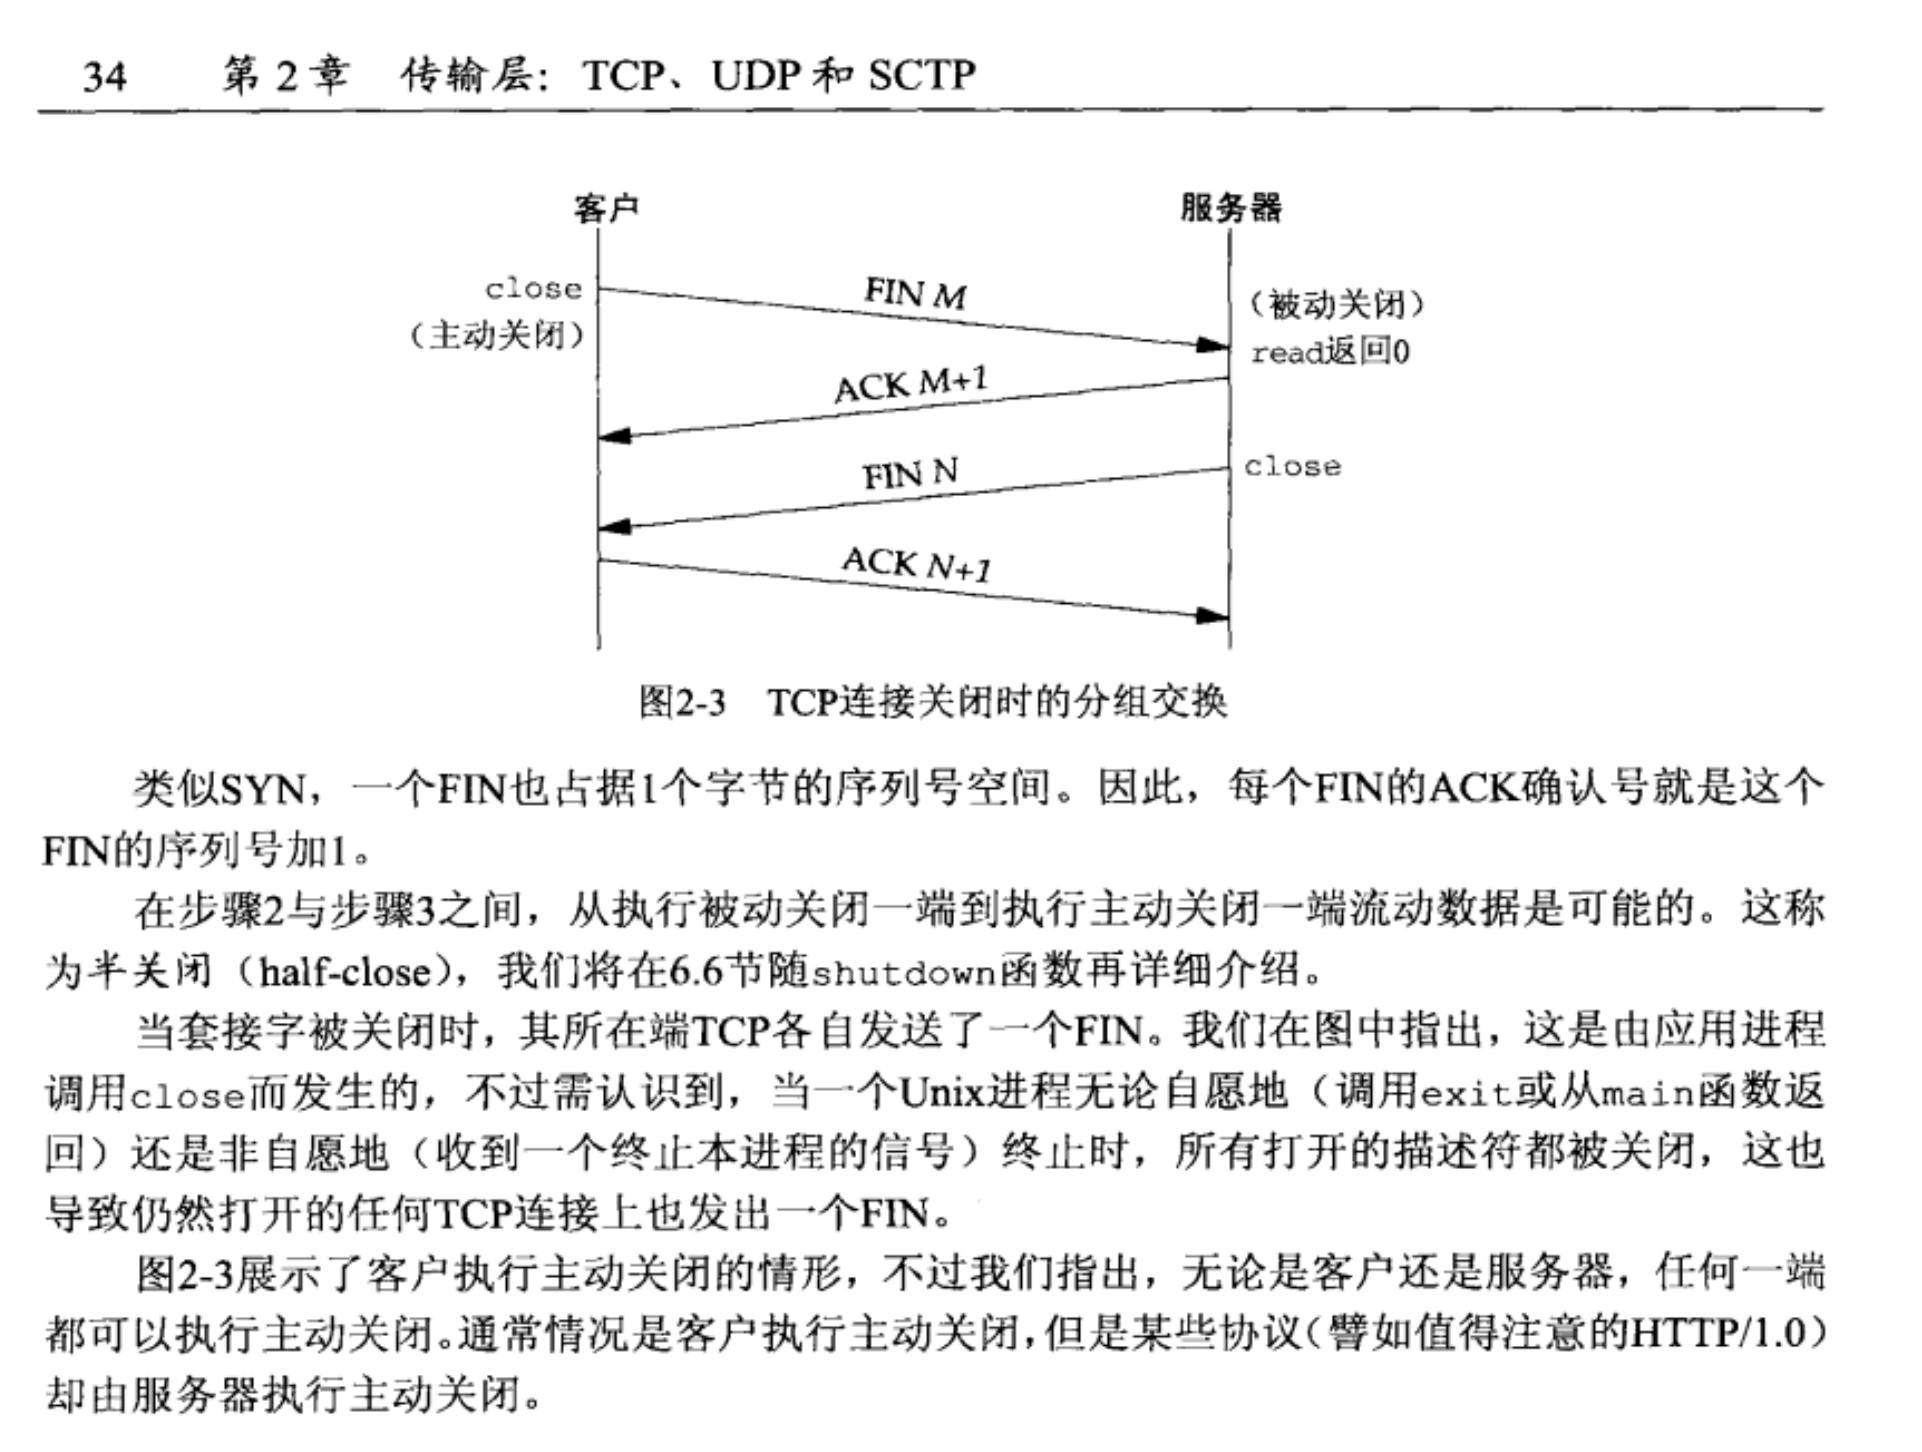 34 第2章 传输层：TCP、UDP和SCTP
客户 服务器
close FIN M （被动关闭）
（主动关闭） read返回0
ACK M+1
FIN N close
ACK N+1
图2-3 TCP连接关闭时的分组交换
类似SYN，一个FIN也占据1个字节的序列号空间。因此，每个FIN的ACK确认号就是这个
FIN的序列号加1。
在步骤2与步骤3之间，从执行被动关闭一端到执行主动关闭一端流动数据是可能的。这称
为半关闭（half-close），我们将在6.6节随shutdown函数再详细介绍。
当套接字被关闭时，其所在端TCP各自发送了一个FIN。我们在图中指出，这是由应用进程
调用close而发生的，不过需认识到，当一个Unix进程无论自愿地（调用exit或从main函数返
回）还是非自愿地（收到一个终止本进程的信号）终止时，所有打开的描述符都被关闭，这也
导致仍然打开的任何TCP连接上也发出一个FIN。
图2-3展示了客户执行主动关闭的情形，不过我们指出，无论是客户还是服务器，任何一端
都可以执行主动关闭。通常情况是客户执行主动关闭，但是某些协议（譬如值得注意的HTTP/1.0）
却由服务器执行主动关闭。